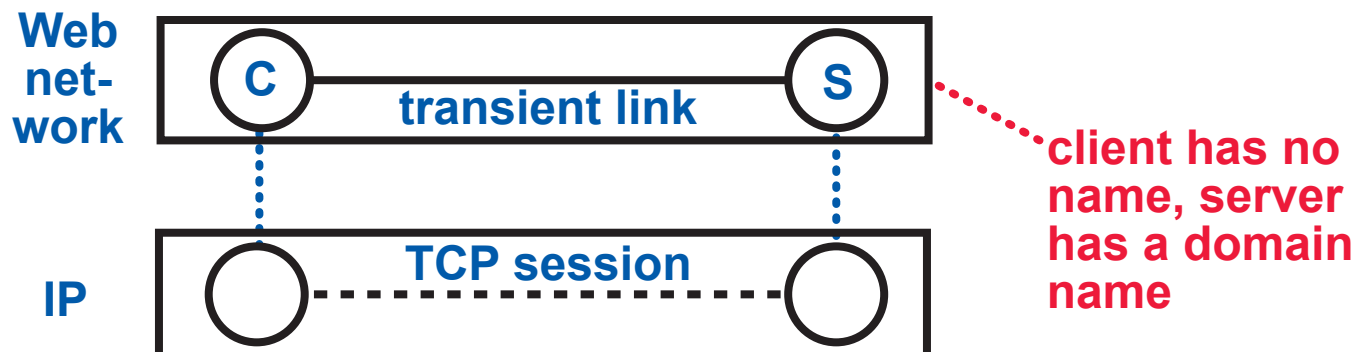 Web
net-
work
C
S
transient link
client has no
name, server
has a domain
name
TCP session
IP